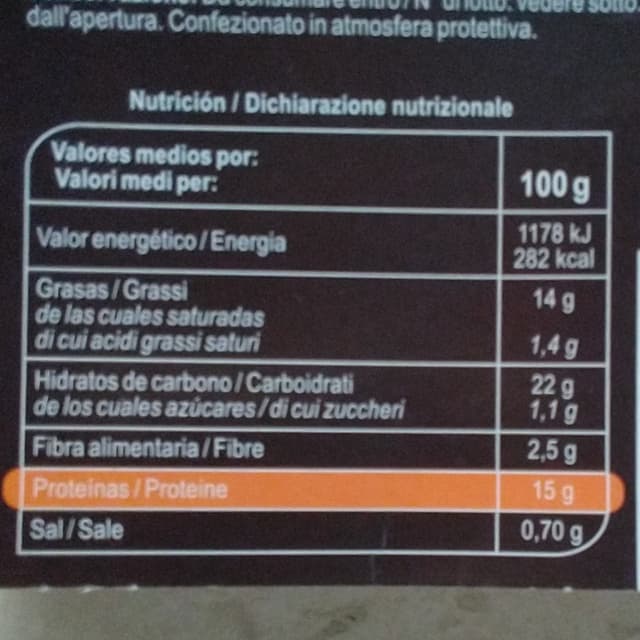 dall'apertura. Confezionato in atmosfera protettiva.
Nutrición / Dichiarazione nutrizionale
Valores medios por:
Valori medi per:
100 g
Valor energético / Energia
1178 kJ
282 kcal
Grasas / Grassi
14 g
de las cuales saturadas
di cui acidi grassi saturi
1,4 g
Hidratos de carbono / Carboidrati
22 g
de los cuales azúcares / di cui zuccheri
1,1 g
Fibra alimentaria / Fibre
2,5 g
Proteínas / Proteine
15 g
Sal / Sale
0,70 g